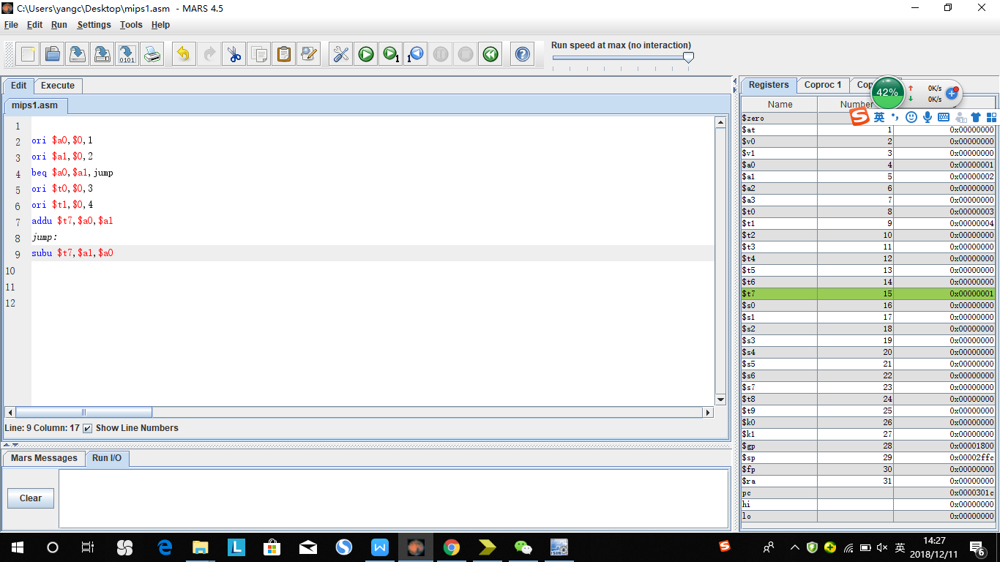 C:\Users\yangc\Desktop\mips1.asm - MARS 4.5
File Edit Run Settings Tools Help
Run speed at max (no interaction)
Edit Execute
mips1.asm
1
2 ori $a0,$0,1
3 ori $a1,$0,2
4 beq $a0,$a1,jump
5 ori $t0,$0,3
6 ori $t1,$0,4
7 addu $t7,$a0,$a1
8 jump:
9 subu $t7,$a1,$a0
10
11
12
Line: 9 Column: 17 Show Line Numbers
Mars Messages Run I/O
Clear
Registers Coproc 1
42% 0K/s
0K/s
英
Name Number
$zero
$at 1 0x00000000
$v0 2 0x00000000
$v1 3 0x00000000
$a0 4 0x00000001
$a1 5 0x00000002
$a2 6 0x00000000
$a3 7 0x00000000
$t0 8 0x00000003
$t1 9 0x00000004
$t2 10 0x00000000
$t3 11 0x00000000
$t4 12 0x00000000
$t5 13 0x00000000
$t6 14 0x00000000
$t7 15 0x00000001
$s0 16 0x00000000
$s1 17 0x00000000
$s2 18 0x00000000
$s3 19 0x00000000
$s4 20 0x00000000
$s5 21 0x00000000
$s6 22 0x00000000
$s7 23 0x00000000
$t8 24 0x00000000
$t9 25 0x00000000
$k0 26 0x00000000
$k1 27 0x00000000
$gp 28 0x00001800
$sp 29 0x00002ffc
$fp 30 0x00000000
$ra 31 0x00000000
pc 0x0000301c
hi 0x00000000
lo 0x00000000
英 14:27
2018/12/11 6